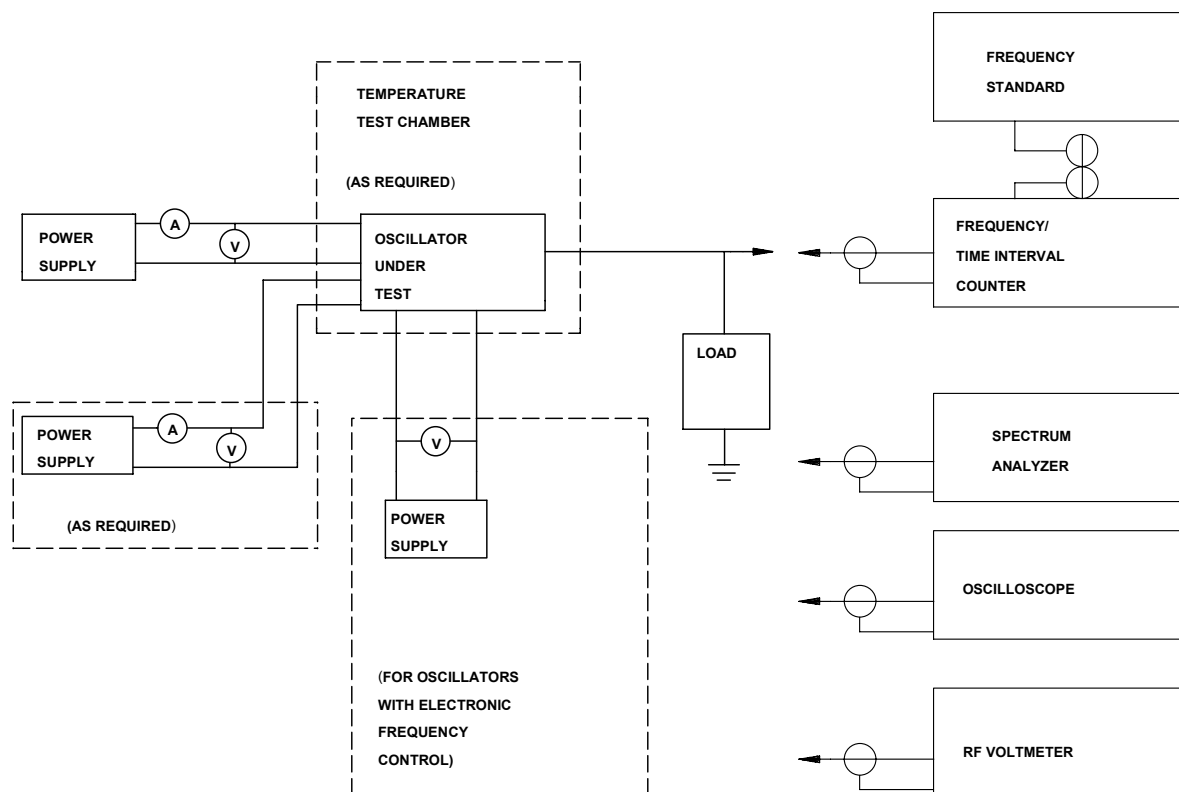 TEMPERATURE
TEST CHAMBER
(AS REQUIRED)
POWER
SUPPLY
A
V
OSCILLATOR
UNDER
TEST
FREQUENCY
STANDARD
FREQUENCY/
TIME INTERVAL
COUNTER
LOAD
POWER
SUPPLY
A
V
(AS REQUIRED)
V
POWER
SUPPLY
(FOR OSCILLATORS
WITH ELECTRONIC
FREQUENCY
CONTROL)
SPECTRUM
ANALYZER
OSCILLOSCOPE
RF VOLTMETER